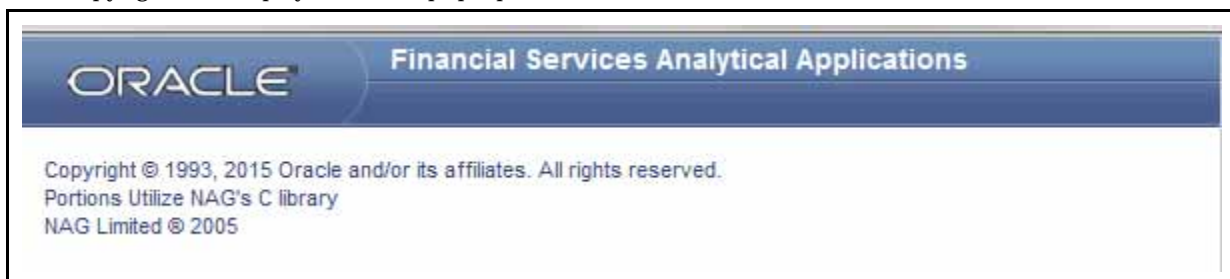 ORACLE
Financial Services Analytical Applications
Copyright © 1993, 2015 Oracle and/or its affiliates. All rights reserved.
Portions Utilize NAG's C library
NAG Limited ® 2005